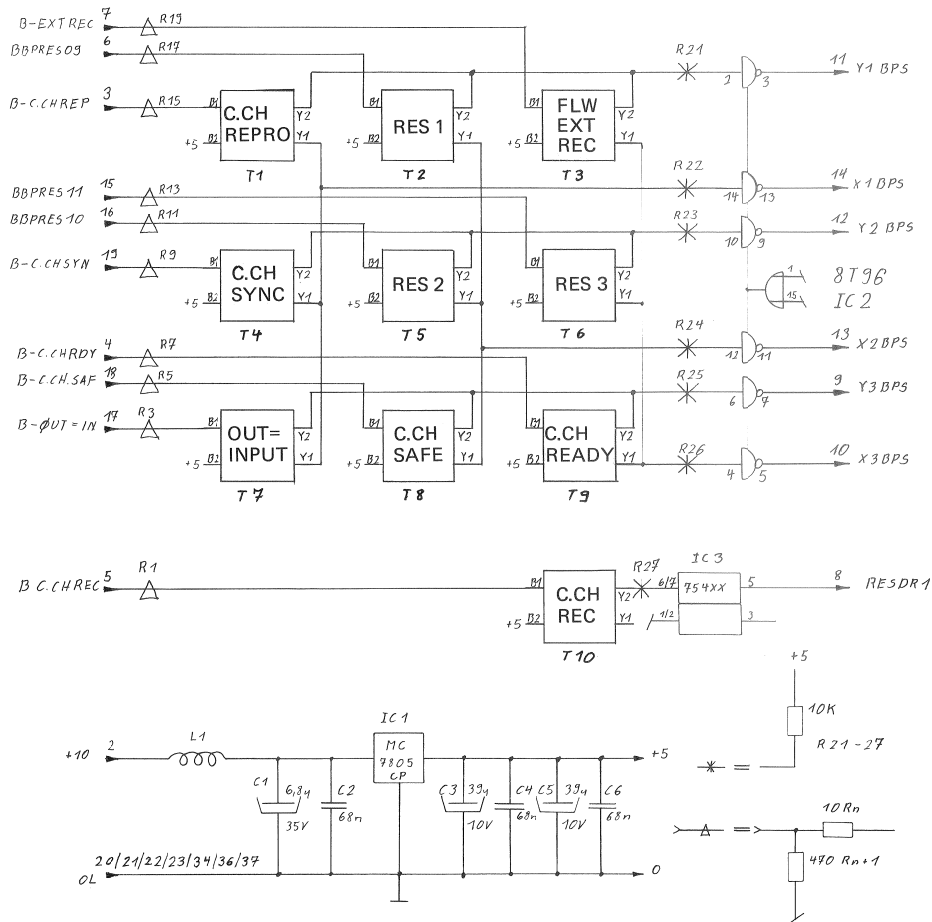 B-EXTREC 7 R19
BBPRES09 6 R17 R21 11 Y1 BPS
2 3
B-C.CHREP 3 R15 B1 C.CH REPRO Y2 B1 RES 1 Y2 B1 FLW EXT REC Y2
+5 B2 Y1 +5 B2 Y1 +5 B2 Y1
T1 T2 T3 R22
BBPRES11 15 R13 14 13 14 X1 BPS
BBPRES10 16 R11 R23 12 Y2 BPS
10 9
B-C.CHSYN 19 R9 B1 C.CH SYNC Y2 B1 RES 2 Y2 B1 RES 3 Y2 1 8T96
+5 B2 Y1 +5 B2 Y1 +5 B2 Y1 15 IC2
T4 T5 T6 R24
B-C.CHRDY 4 R7 12 11 13 X2BPS
B-C.CH.SAF 18 R5 R25 9 Y3BPS
6 7
B-ØUT=IN 17 R3 B1 OUT= INPUT Y2 B1 C.CH SAFE Y2 B1 C.CH READY Y2
+5 B2 Y1 +5 B2 Y1 +5 B2 Y1 R26 10 X3BPS
4 5
T7 T8 T9
IC3
B C.CHREC 5 R1 B1 C.CH REC Y2 R27 6/7 754XX 5 8 RESDR1
+5 B2 Y1 1/2 3
T10
+5
10K
R21-27
=
IC1
+10 2 L1 MC 7805 CP +5
C1 6,8µ 35V C2 68n C3 39µ 10V C4 68n C5 39µ 10V C6 68n
10 Rn
=
470 Rn+1
20/21/22/23/34/36/37
0L 0